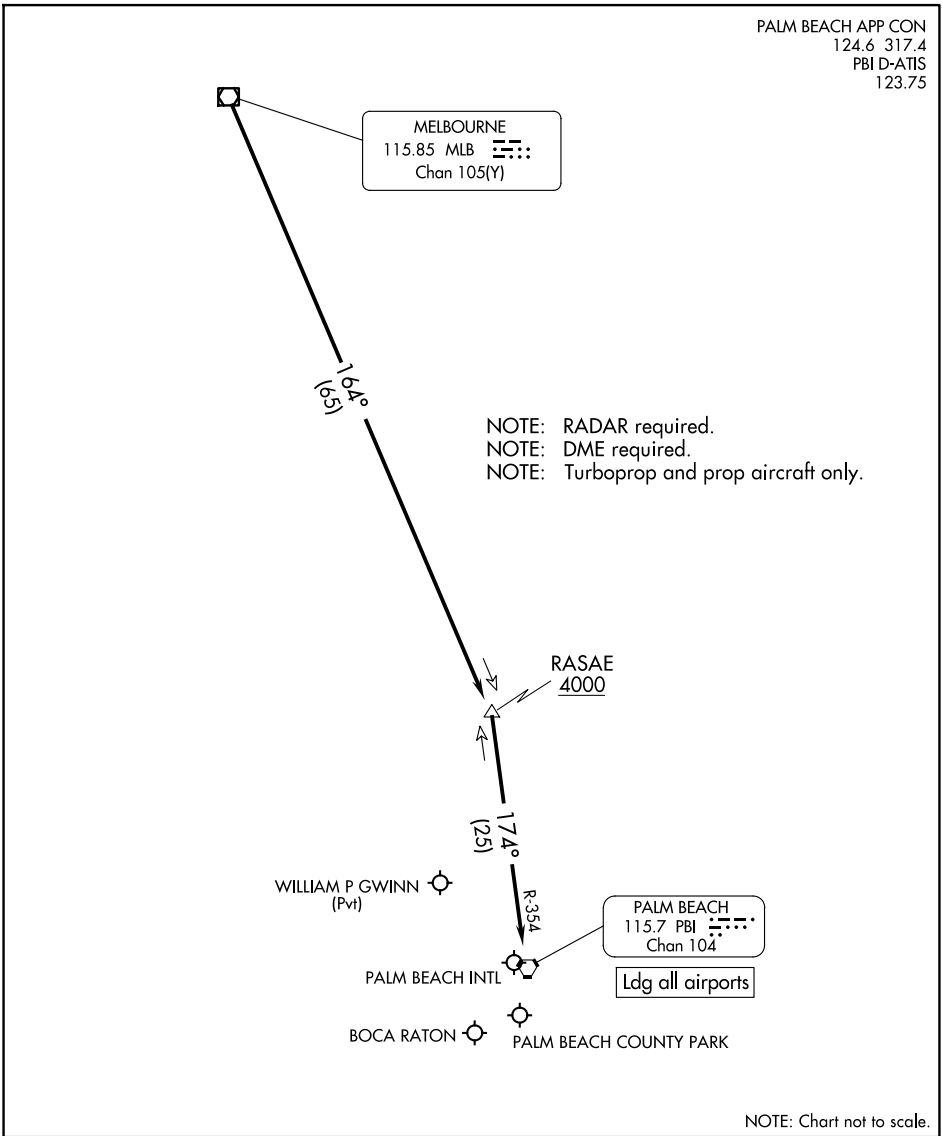 PALM BEACH APP CON
124.6 317.4
PBI D-ATIS
123.75
MELBOURNE
115.85 MLB
Chan 105(Y)
164°
(65)
NOTE: RADAR required.
NOTE: DME required.
NOTE: Turboprop and prop aircraft only.
RASAE
4000
174°
(25)
R-354
WILLIAM P GWINN
(Pvt)
PALM BEACH
115.7 PBI
Chan 104
PALM BEACH INTL
Ldg all airports
BOCA RATON
PALM BEACH COUNTY PARK
NOTE: Chart not to scale.